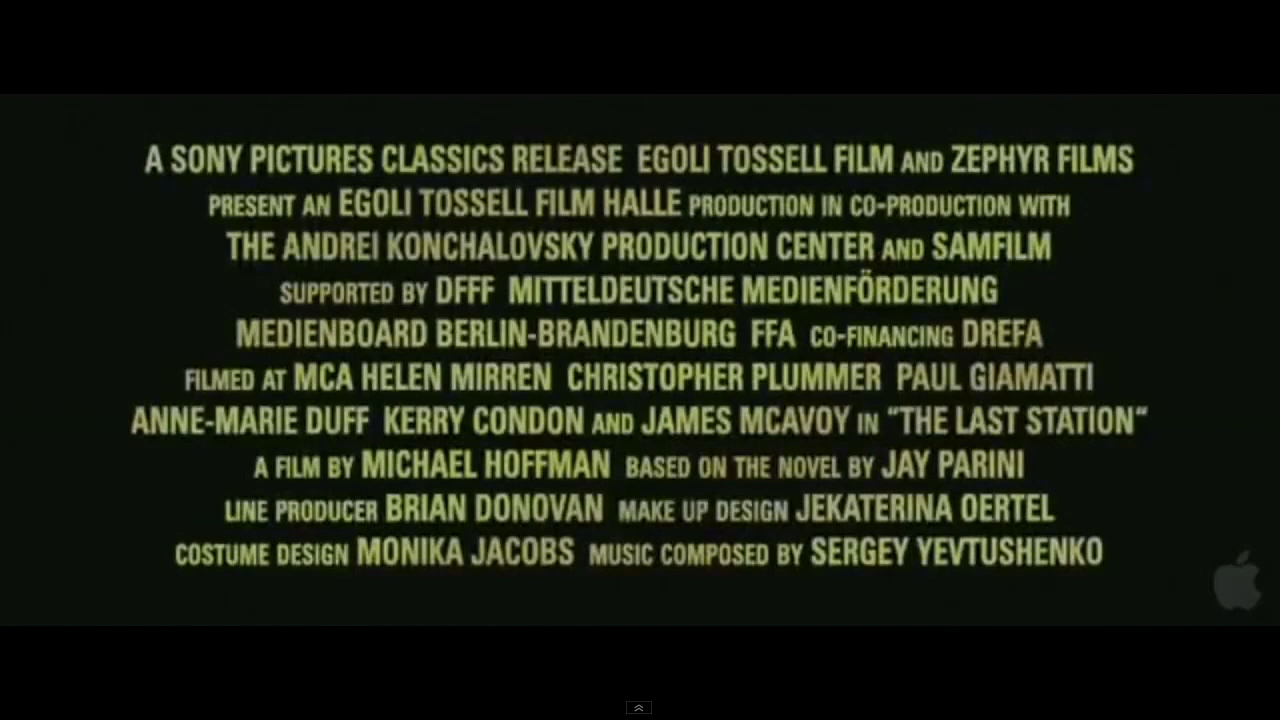 A SONY PICTURES CLASSICS RELEASE EGOLI TOSSELL FILM AND ZEPHYR FILMS
PRESENT AN EGOLI TOSSELL FILM HALLE PRODUCTION IN CO-PRODUCTION WITH
THE ANDREI KONCHALOVSKY PRODUCTION CENTER AND SAMFILM
SUPPORTED BY DFFF MITTELDEUTSCHE MEDIENFÖRDERUNG
MEDIENBOARD BERLIN-BRANDENBURG FFA CO-FINANCING DREFA
FILMED AT MCA HELEN MIRREN CHRISTOPHER PLUMMER PAUL GIAMATTI
ANNE-MARIE DUFF KERRY CONDON AND JAMES MCAVOY IN "THE LAST STATION"
A FILM BY MICHAEL HOFFMAN BASED ON THE NOVEL BY JAY PARINI
LINE PRODUCER BRIAN DONOVAN MAKE UP DESIGN JEKATERINA OERTEL
COSTUME DESIGN MONIKA JACOBS MUSIC COMPOSED BY SERGEY YEVTUSHENKO